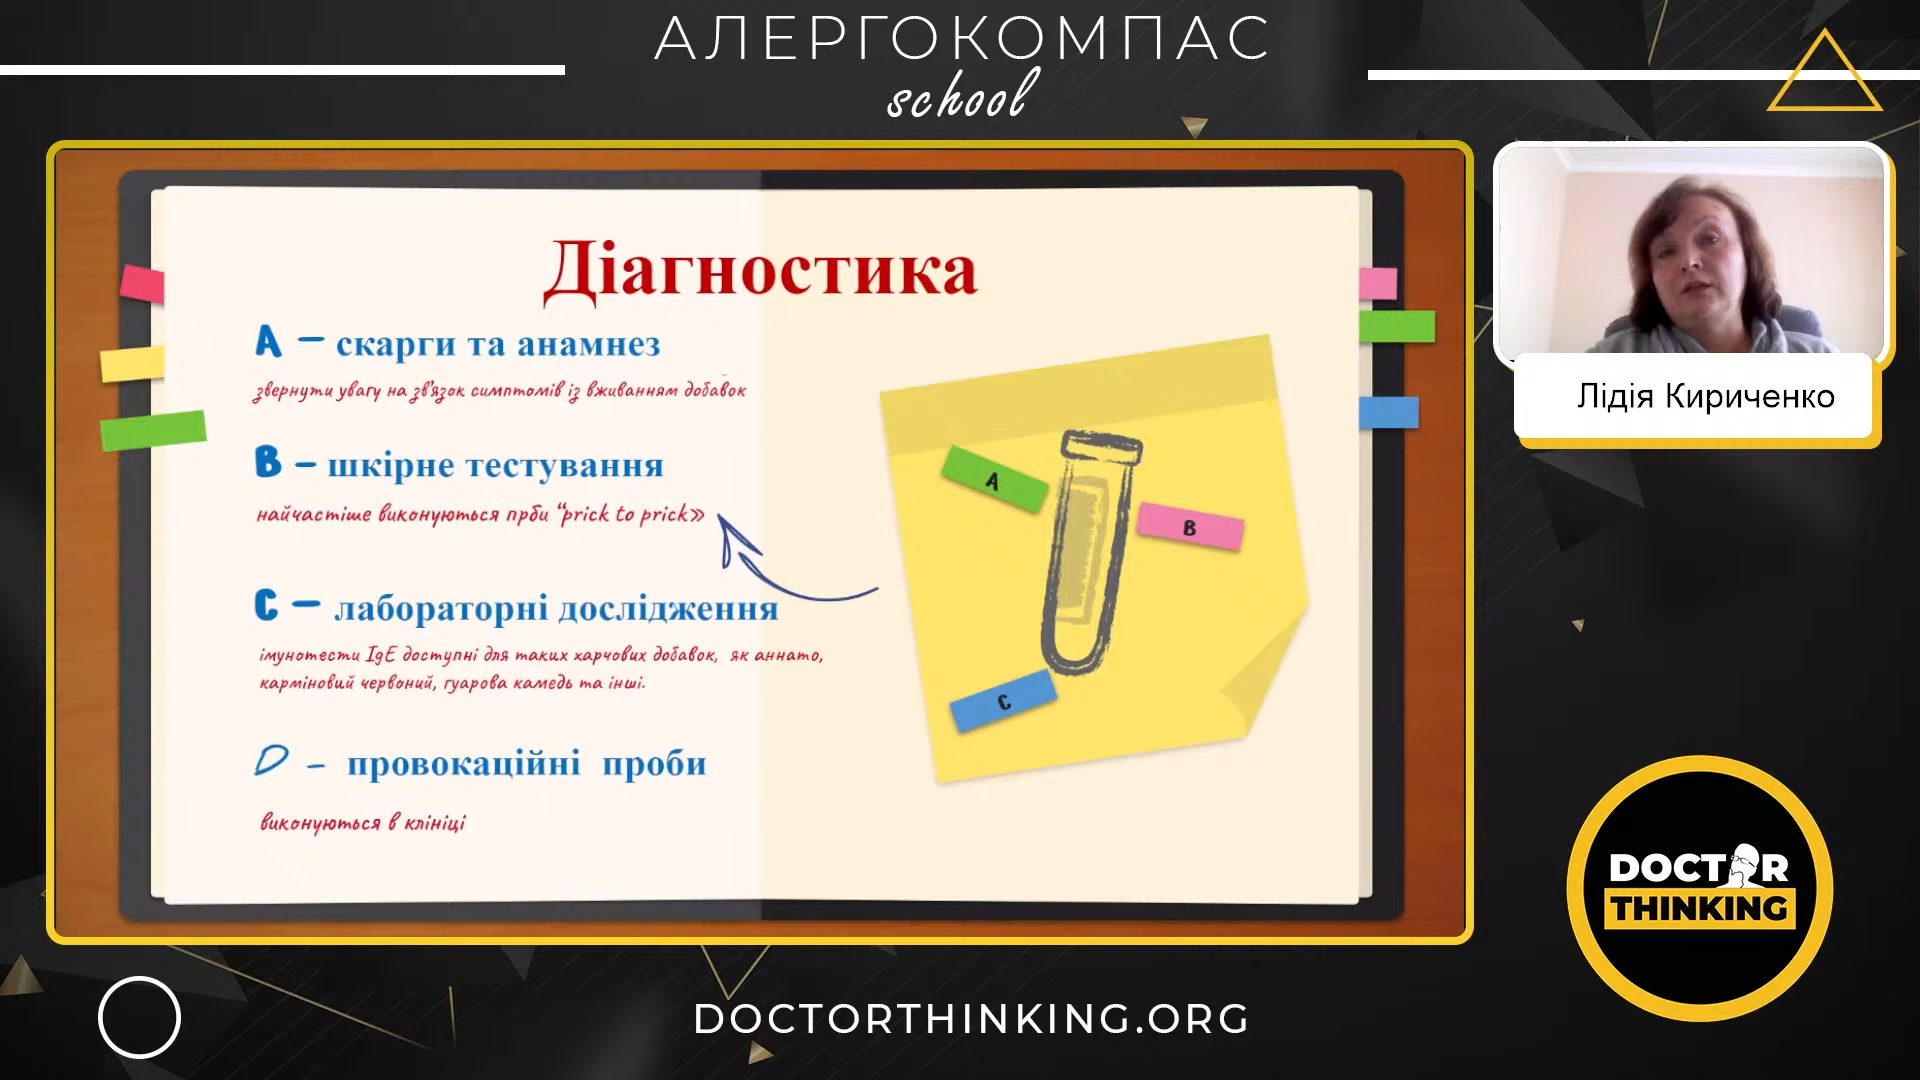 АЛЕРГОКОМПАС
school
Діагностика
A – скарги та анамнез
звернути увагу на зв'язок симптомів із вживанням добавок
B – шкірне тестування
найчастіше виконуються прби “prick to prick»
C – лабораторні дослідження
імунотести IgE доступні для таких харчових добавок, як аннато,
карміновий червоний, гуарова камедь та інші.
D – провокаційні проби
виконуються в клініці
A
B
C
Лідія Кириченко
DOCTOR
THINKING
DOCTORTHINKING.ORG